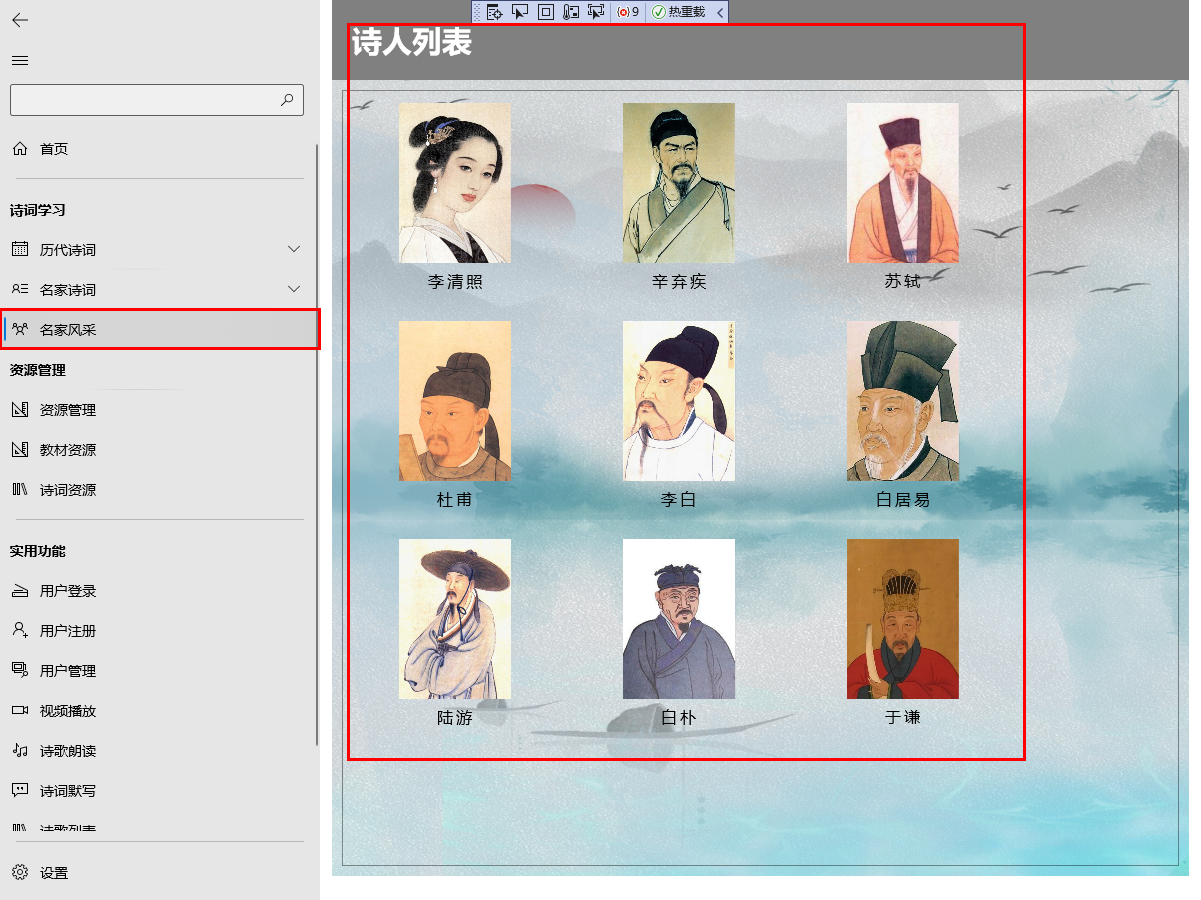 首页
诗词学习
历代诗词
名家诗词
名家风采
资源管理
资源管理
教材资源
诗词资源
实用功能
用户登录
用户注册
用户管理
视频播放
诗歌朗读
诗词默写
诗歌列表
设置
9 热重载
诗人列表
李清照 辛弃疾 苏轼
杜甫 李白 白居易
陆游 白朴 于谦